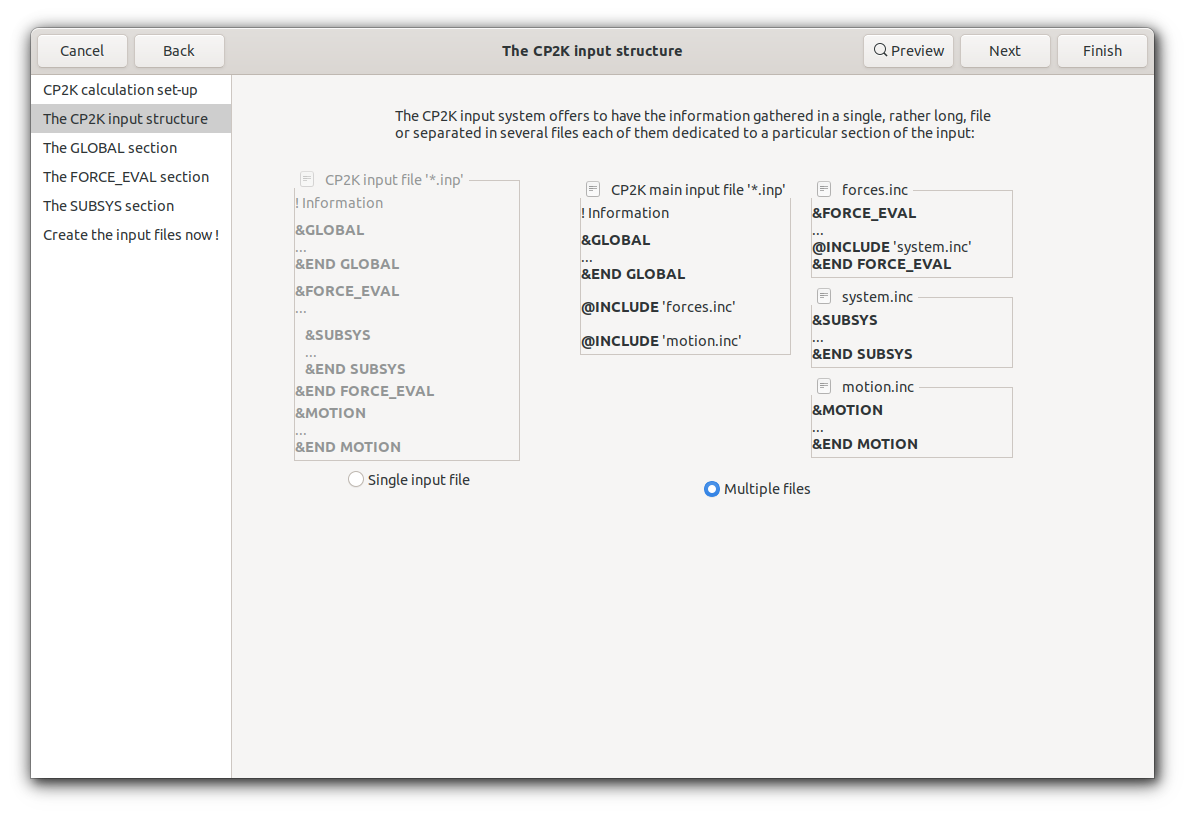 Cancel
Back
The CP2K input structure
Preview
Next
Finish
CP2K calculation set-up
The CP2K input structure
The GLOBAL section
The FORCE_EVAL section
The SUBSYS section
Create the input files now !
The CP2K input system offers to have the information gathered in a single, rather long, file
or separated in several files each of them dedicated to a particular section of the input:
CP2K input file '*.inp'
! Information
&GLOBAL
...
&END GLOBAL
&FORCE_EVAL
...
&SUBSYS
...
&END SUBSYS
&END FORCE_EVAL
&MOTION
...
&END MOTION
Single input file
CP2K main input file '*.inp'
! Information
&GLOBAL
...
&END GLOBAL
@INCLUDE 'forces.inc'
@INCLUDE 'motion.inc'
forces.inc
&FORCE_EVAL
...
@INCLUDE 'system.inc'
&END FORCE_EVAL
system.inc
&SUBSYS
...
&END SUBSYS
motion.inc
&MOTION
...
&END MOTION
Multiple files